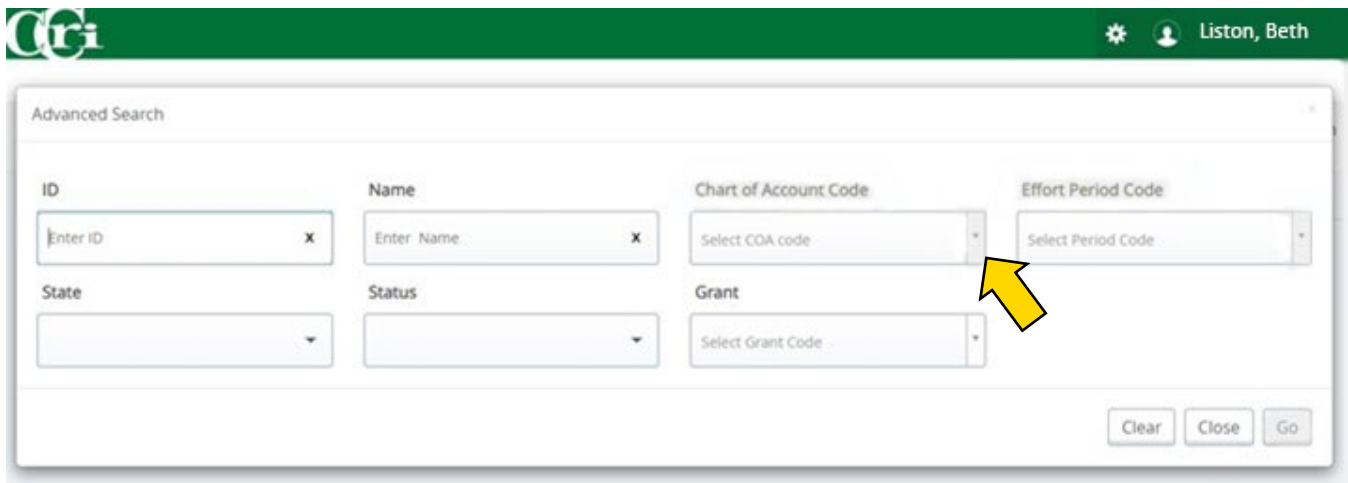 CCri
Liston, Beth
Advanced Search
ID
Name
Chart of Account Code
Effort Period Code
Enter ID x
Enter Name x
Select COA code
Select Period Code
State
Status
Grant
Select Grant Code
Clear
Close
Go